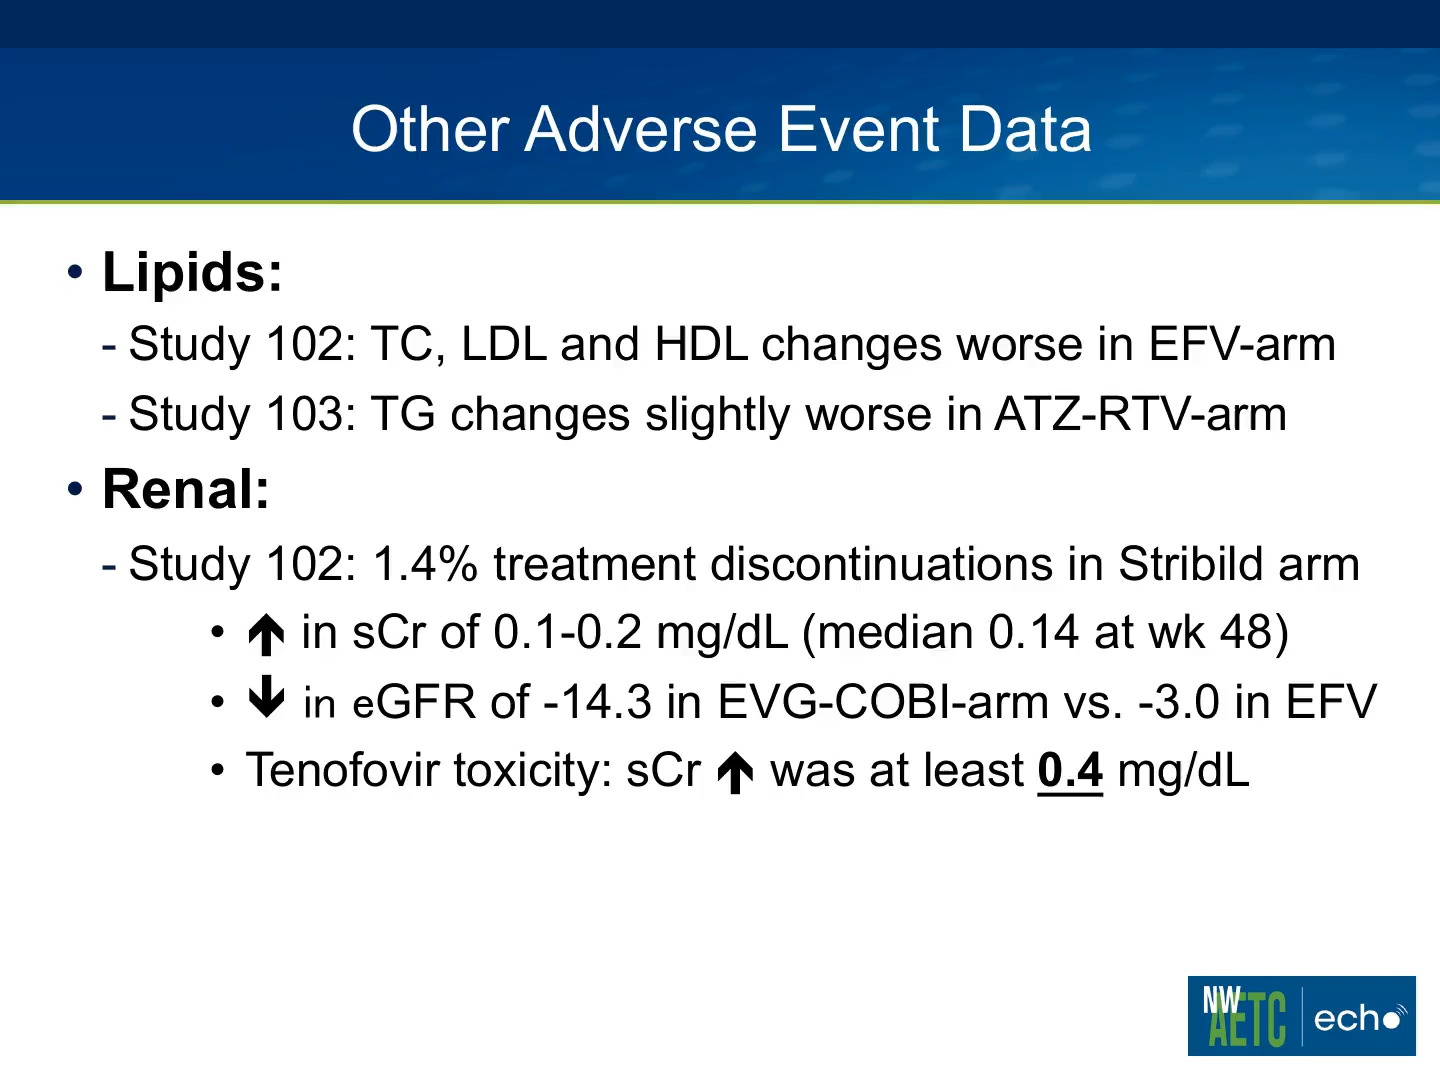 Other Adverse Event Data
• Lipids:
- Study 102: TC, LDL and HDL changes worse in EFV-arm
- Study 103: TG changes slightly worse in ATZ-RTV-arm
• Renal:
- Study 102: 1.4% treatment discontinuations in Stribild arm
• 🡅 in sCr of 0.1-0.2 mg/dL (median 0.14 at wk 48)
• 🡇 in eGFR of -14.3 in EVG-COBI-arm vs. -3.0 in EFV
• Tenofovir toxicity: sCr 🡅 was at least 0.4 mg/dL
NW AETC echo